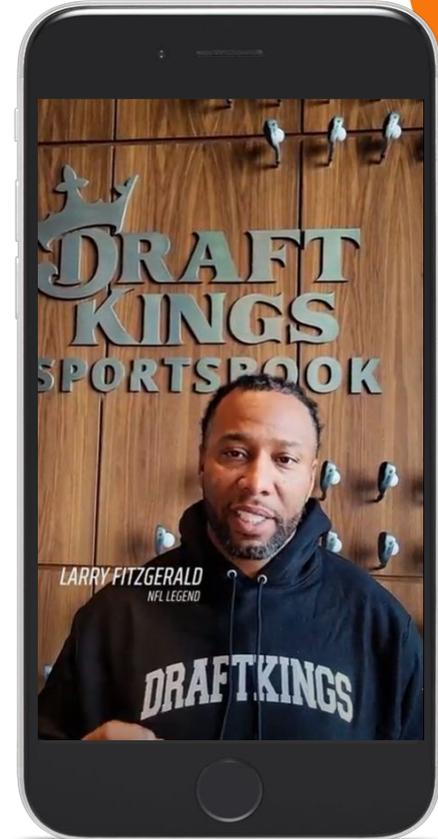 DRAFT
KINGS
SPORTSBOOK
LARRY FITZGERALD
NFL LEGEND
DRAFTKINGS